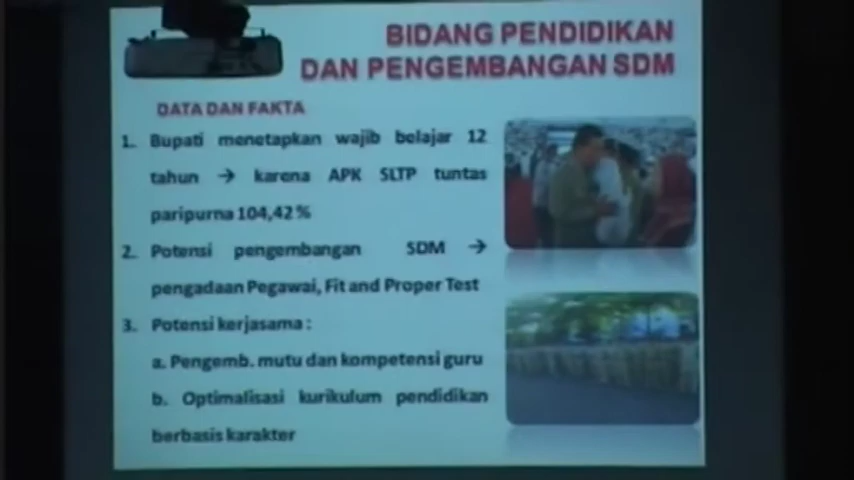 BIDANG PENDIDIKAN
DAN PENGEMBANGAN SDM
DATA DAN FAKTA
1. Bupati menetapkan wajib belajar 12
tahun → karena APK SLTP tuntas
paripurna 104,42%
2. Potensi pengembangan SDM →
pengadaan Pegawai, Fit and Proper Test
3. Potensi kerjasama :
a. Pengemb. mutu dan kompetensi guru
b. Optimalisasi kurikulum pendidikan
berbasis karakter